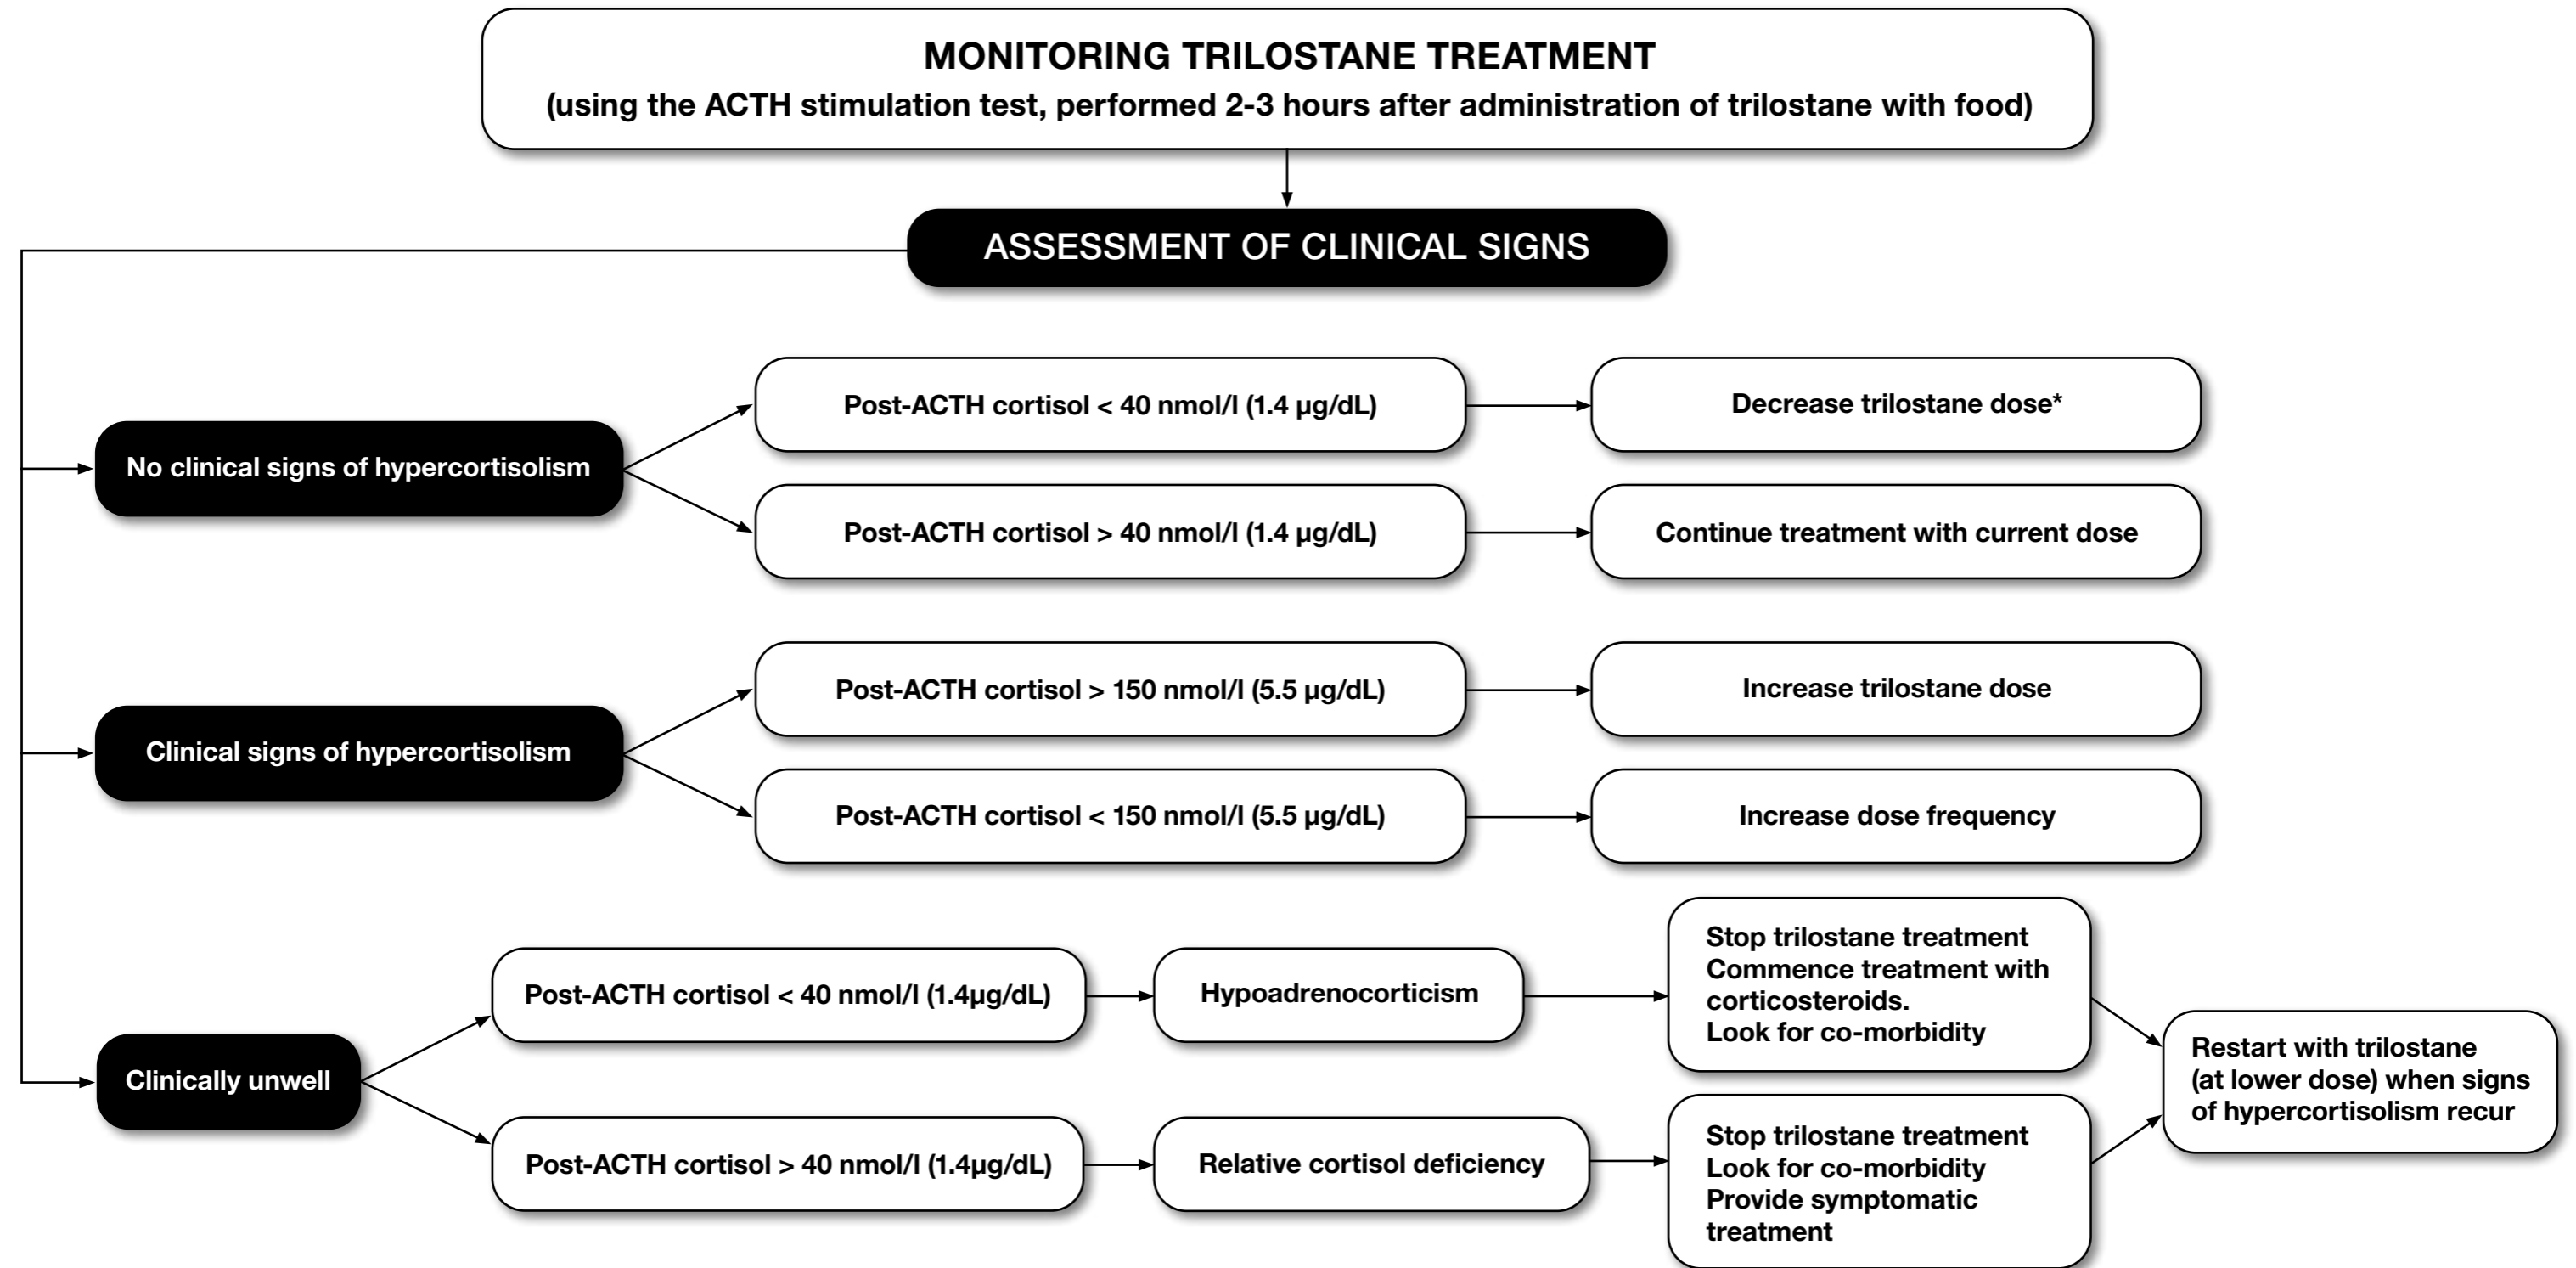 MONITORING TRILOSTANE TREATMENT
(using the ACTH stimulation test, performed 2-3 hours after administration of trilostane with food)
ASSESSMENT OF CLINICAL SIGNS
No clinical signs of hypercortisolism
Post-ACTH cortisol < 40 nmol/l (1.4 µg/dL)
Decrease trilostane dose*
Post-ACTH cortisol > 40 nmol/l (1.4 µg/dL)
Continue treatment with current dose
Clinical signs of hypercortisolism
Post-ACTH cortisol > 150 nmol/l (5.5 µg/dL)
Increase trilostane dose
Post-ACTH cortisol < 150 nmol/l (5.5 µg/dL)
Increase dose frequency
Clinically unwell
Post-ACTH cortisol < 40 nmol/l (1.4µg/dL)
Hypoadrenocorticism
Stop trilostane treatment
Commence treatment with
corticosteroids.
Look for co-morbidity
Post-ACTH cortisol > 40 nmol/l (1.4µg/dL)
Relative cortisol deficiency
Stop trilostane treatment
Look for co-morbidity
Provide symptomatic
treatment
Restart with trilostane
(at lower dose) when signs
of hypercortisolism recur